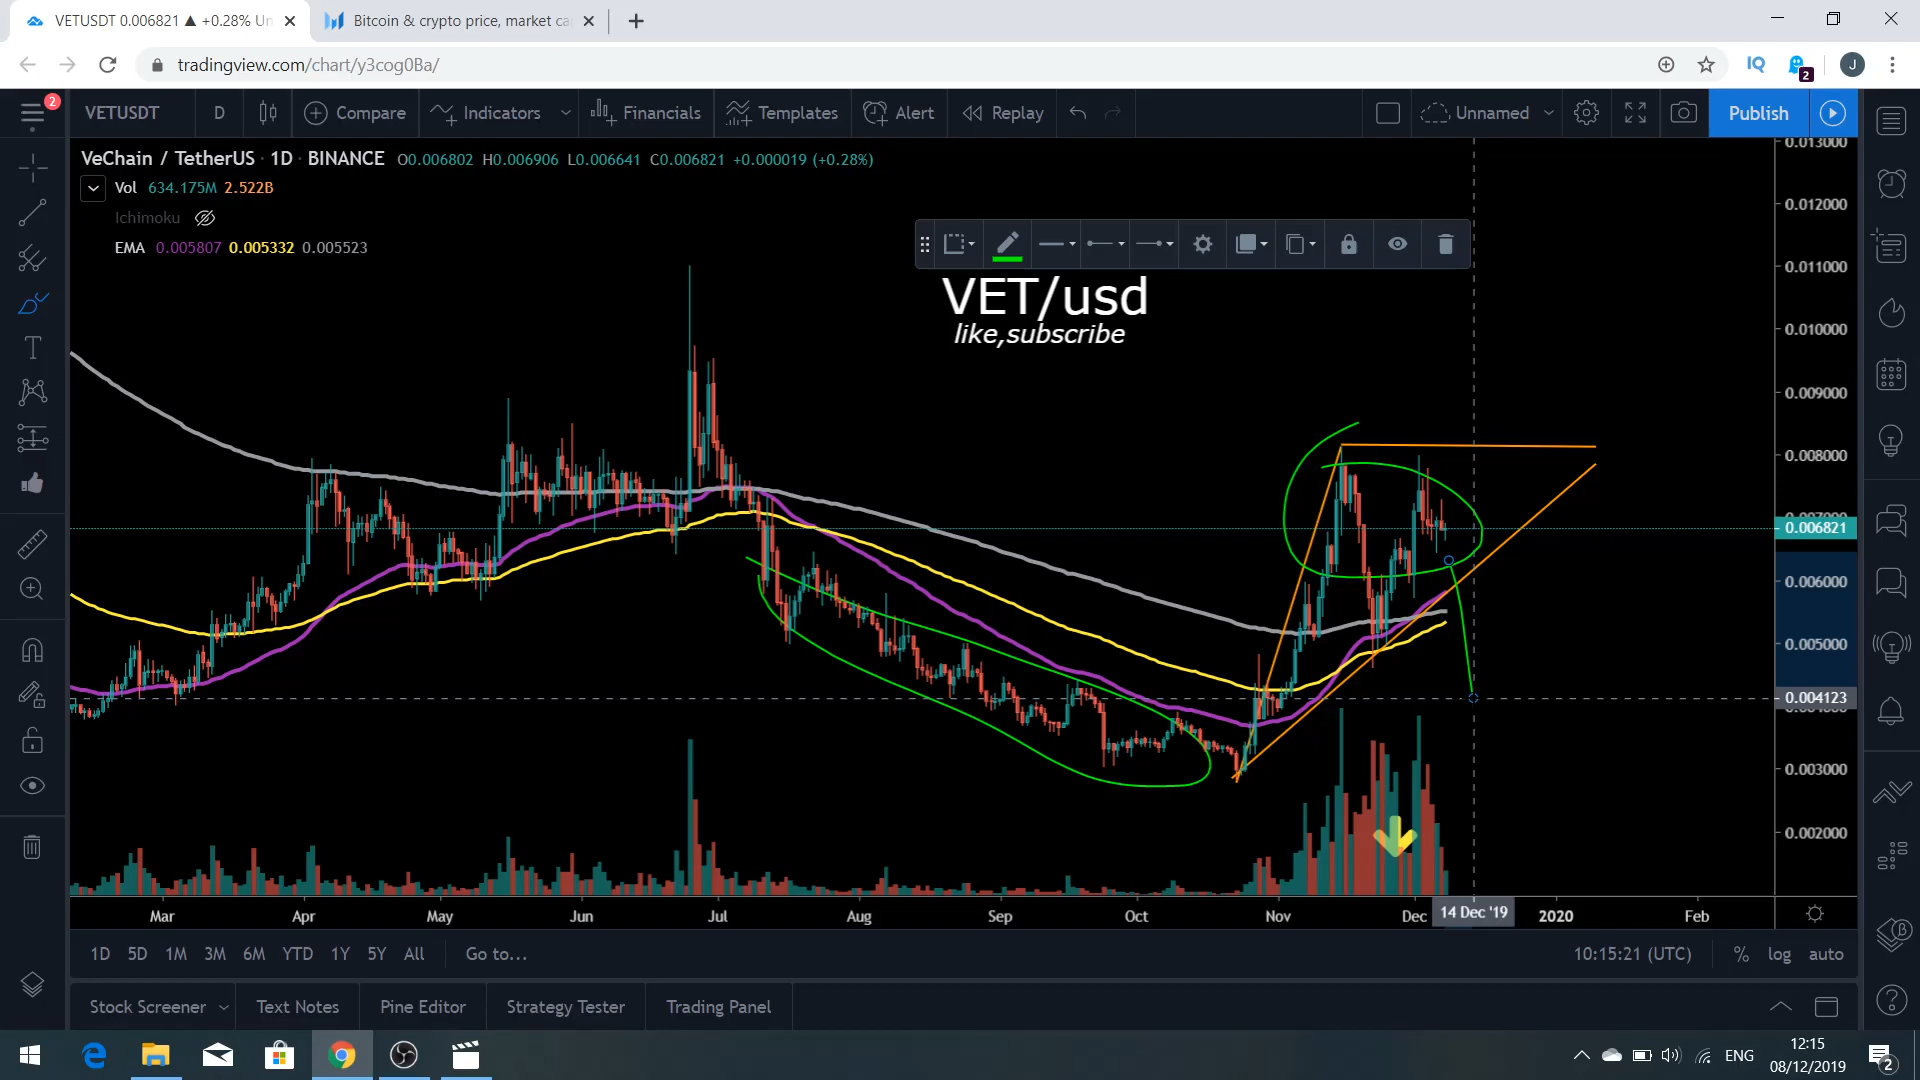 VETUSDT 0.006821 ▲ +0.28% Un
Bitcoin & crypto price, market ca
tradingview.com/chart/y3cog0Ba/
IQ
2
J
2
VETUSDT
D
Compare
Indicators
Financials
Templates
Alert
Replay
Unnamed
Publish
VeChain / TetherUS · 1D · BINANCE O0.006802 H0.006906 L0.006641 C0.006821 +0.000019 (+0.28%)
Vol 634.175M 2.522B
Ichimoku
EMA 0.005807 0.005332 0.005523
VET/usd
like,subscribe
0.013000
0.012000
0.011000
0.010000
0.009000
0.008000
0.006821
0.006000
0.005000
0.004123
0.003000
0.002000
Mar Apr May Jun Jul Aug Sep Oct Nov Dec 14 Dec '19 2020 Feb
1D 5D 1M 3M 6M YTD 1Y 5Y All Go to...
10:15:21 (UTC) % log auto
Stock Screener Text Notes Pine Editor Strategy Tester Trading Panel
ENG
12:15
08/12/2019
2